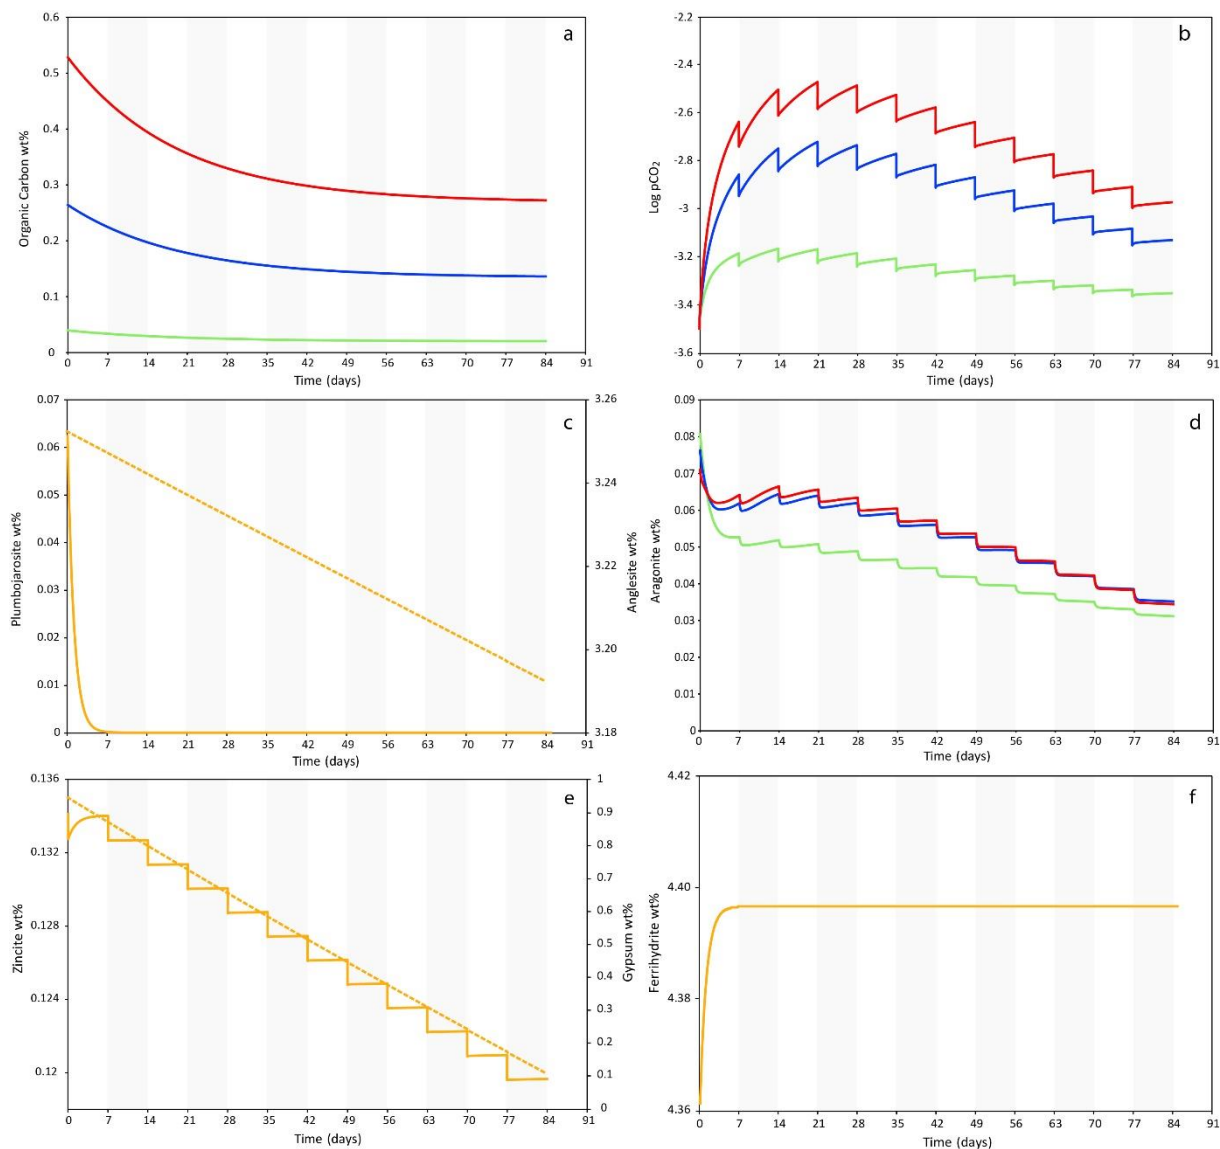 a
0.6
0.5
0.4
0.3
0.2
0.1
0
Organic Carbon wt%
0 7 14 21 28 35 42 49 56 63 70 77 84 91
Time (days)
b
-2.2
-2.4
-2.6
-2.8
-3
-3.2
-3.4
-3.6
Log pCO2
0 7 14 21 28 35 42 49 56 63 70 77 84 91
Time (days)
c
0.07
0.06
0.05
0.04
0.03
0.02
0.01
0
Plumbojarosite wt%
3.26
3.24
3.22
3.20
3.18
Anglesite wt%
0 7 14 21 28 35 42 49 56 63 70 77 84 91
Time (days)
d
0.09
0.08
0.07
0.06
0.05
0.04
0.03
0.02
0.01
0
Aragonite wt%
0 7 14 21 28 35 42 49 56 63 70 77 84 91
Time (days)
e
0.136
0.132
0.128
0.124
0.12
Zincite wt%
1
0.9
0.8
0.7
0.6
0.5
0.4
0.3
0.2
0.1
0
Gypsum wt%
0 7 14 21 28 35 42 49 56 63 70 77 84 91
Time (days)
f
4.42
4.40
4.38
4.36
Ferrihydrite wt%
0 7 14 21 28 35 42 49 56 63 70 77 84 91
Time (days)